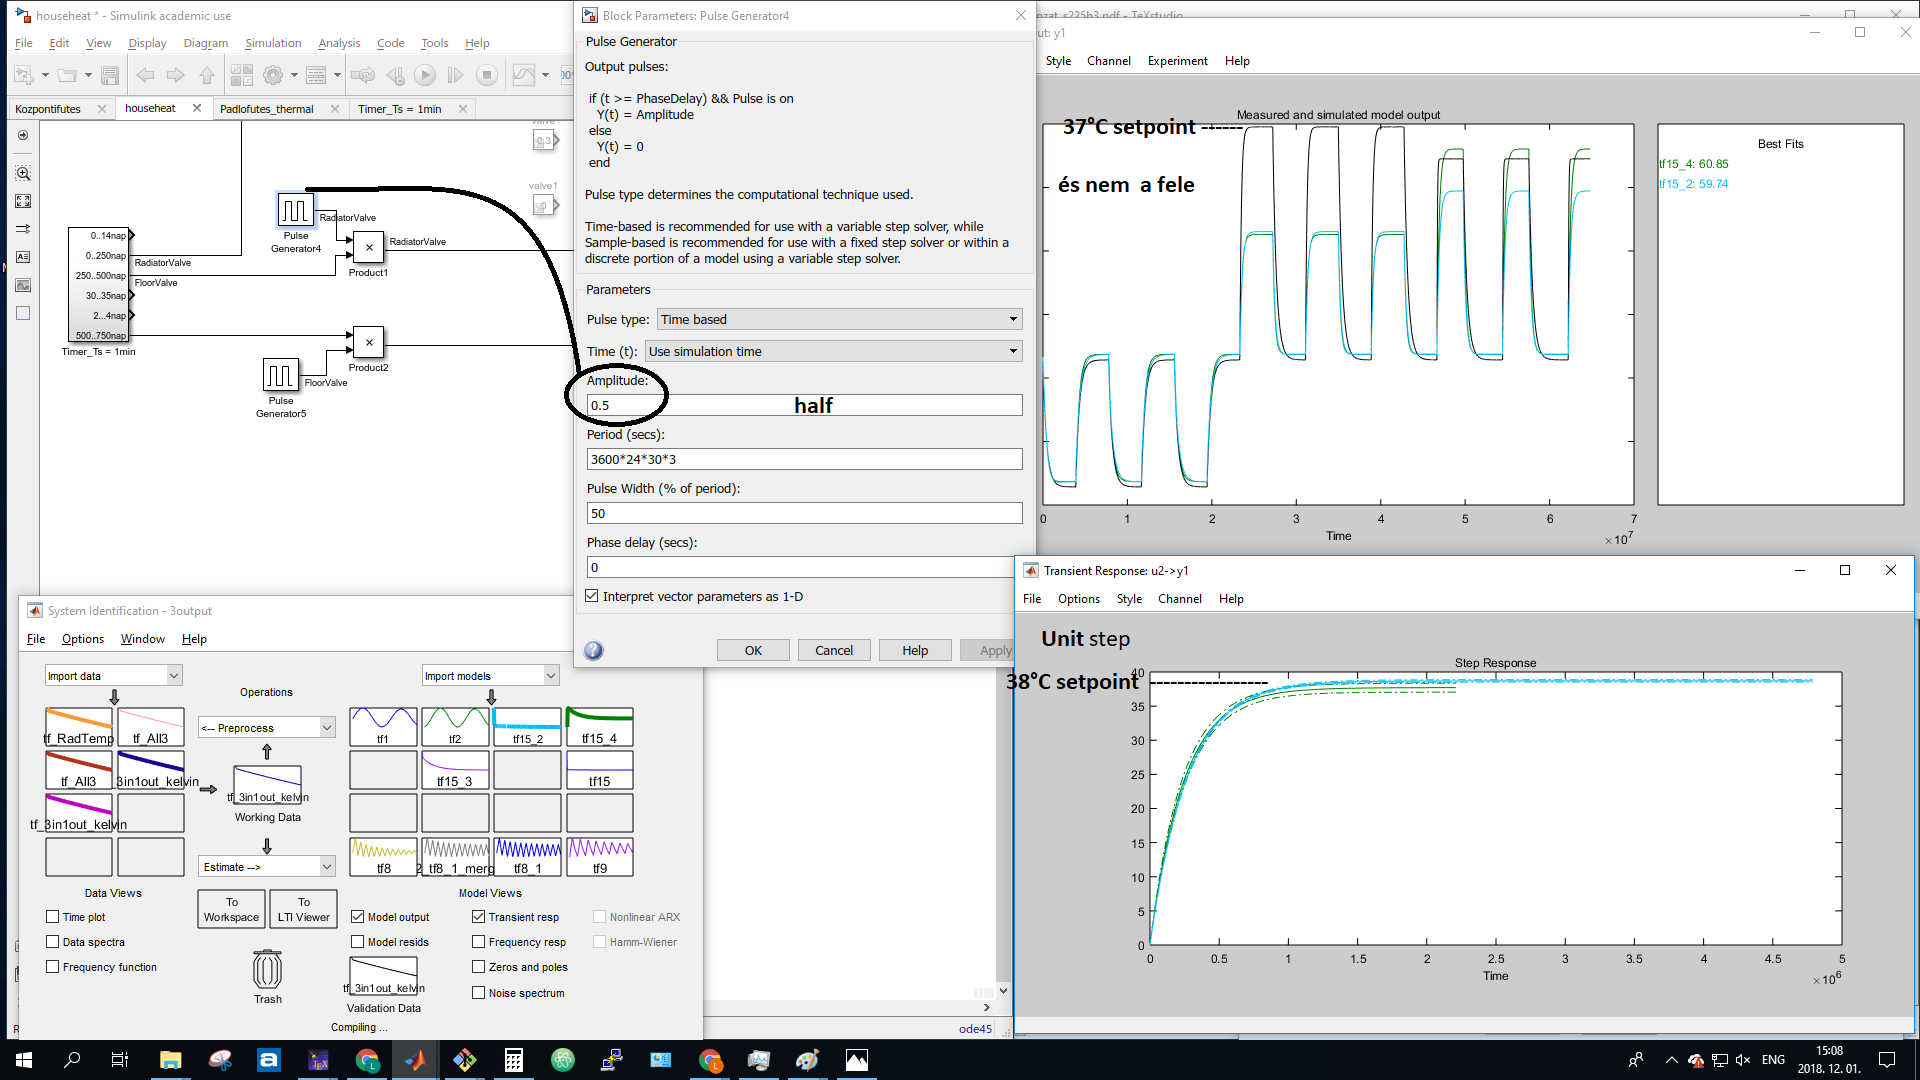 househeat * - Simulink academic use
File Edit View Display Diagram Simulation Analysis Code Tools Help
Kozpontifutes househeat Padlofutes_thermal Timer_Ts = 1min
valve
0.3
valve1
0
RadiatorValve
Pulse
Generator4
×
RadiatorValve
Product1
0..14nap
0..250nap
RadiatorValve
250..500nap
FloorValve
30..35nap
2...4nap
500..750nap
Timer_Ts = 1min
×
Product2
FloorValve
Pulse
Generator5
ode45
Block Parameters: Pulse Generator4
Pulse Generator
Output pulses:
if (t >= PhaseDelay) && Pulse is on
Y(t) = Amplitude
else
Y(t) = 0
end
Pulse type determines the computational technique used.
Time-based is recommended for use with a variable step solver, while
Sample-based is recommended for use with a fixed step solver or within a
discrete portion of a model using a variable step solver.
Parameters
Pulse type: Time based
Time (t): Use simulation time
Amplitude:
0.5 half
Period (secs):
3600*24*30*3
Pulse Width (% of period):
50
Phase delay (secs):
0
Interpret vector parameters as 1-D
OK Cancel Help Apply
ozat_s225h3.pdf - TeXstudio
ut: y1
Style Channel Experiment Help
Measured and simulated model output
37°C setpoint ------
és nem a fele
Best Fits
tf15_4: 60.85
tf15_2: 59.74
0 1 2 3 4 5 6 7
Time
×10^7
Transient Response: u2->y1
File Options Style Channel Help
Unit step
Step Response
38°C setpoint ------------
40
35
30
25
20
15
10
5
0
0 0.5 1 1.5 2 2.5 3 3.5 4 4.5 5
Time
×10^6
System Identification - 3output
File Options Window Help
Import data
Operations
Import models
<-- Preprocess
tf_RadTemp tf_All3
tf_All3 3in1out_kelvin
tf_3in1out_kelvin
tf_3in1out_kelvin
Working Data
Estimate -->
tf1 tf2 tf15_2 tf15_4
tf15_3 tf15
tf8 2_tf8_1_merg tf8_1 tf9
Data Views
Time plot
Data spectra
Frequency function
To
Workspace
To
LTI Viewer
Trash
Model Views
Model output Transient resp Nonlinear ARX
Model resids Frequency resp Hamm-Wiener
Zeros and poles
Noise spectrum
tf_3in1out_kelvin
Validation Data
Compiling ...
ENG
15:08
2018. 12. 01.